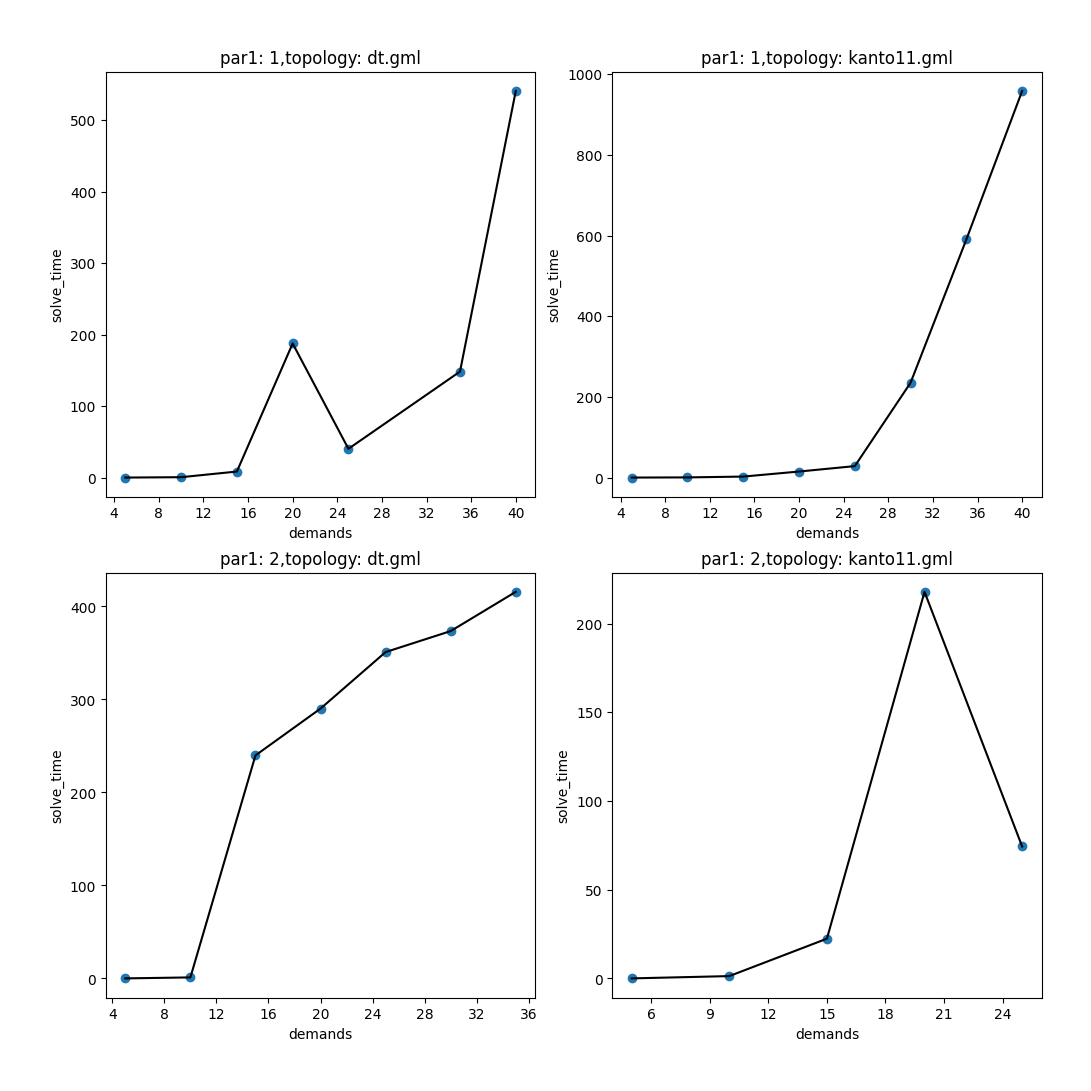 par1: 1,topology: dt.gml
500
400
300
200
100
0
solve_time
4 8 12 16 20 24 28 32 36 40
demands
par1: 1,topology: kanto11.gml
1000
800
600
400
200
0
solve_time
4 8 12 16 20 24 28 32 36 40
demands
par1: 2,topology: dt.gml
400
300
200
100
0
solve_time
4 8 12 16 20 24 28 32 36
demands
par1: 2,topology: kanto11.gml
200
150
100
50
0
solve_time
6 9 12 15 18 21 24
demands